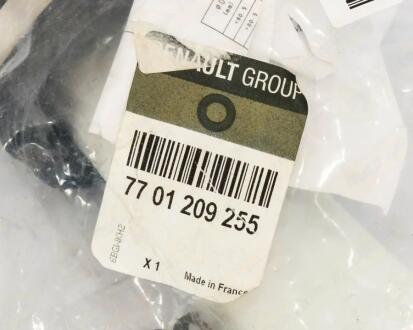 RENAULT GROUP
77 01 209 255
X 1
Made in France